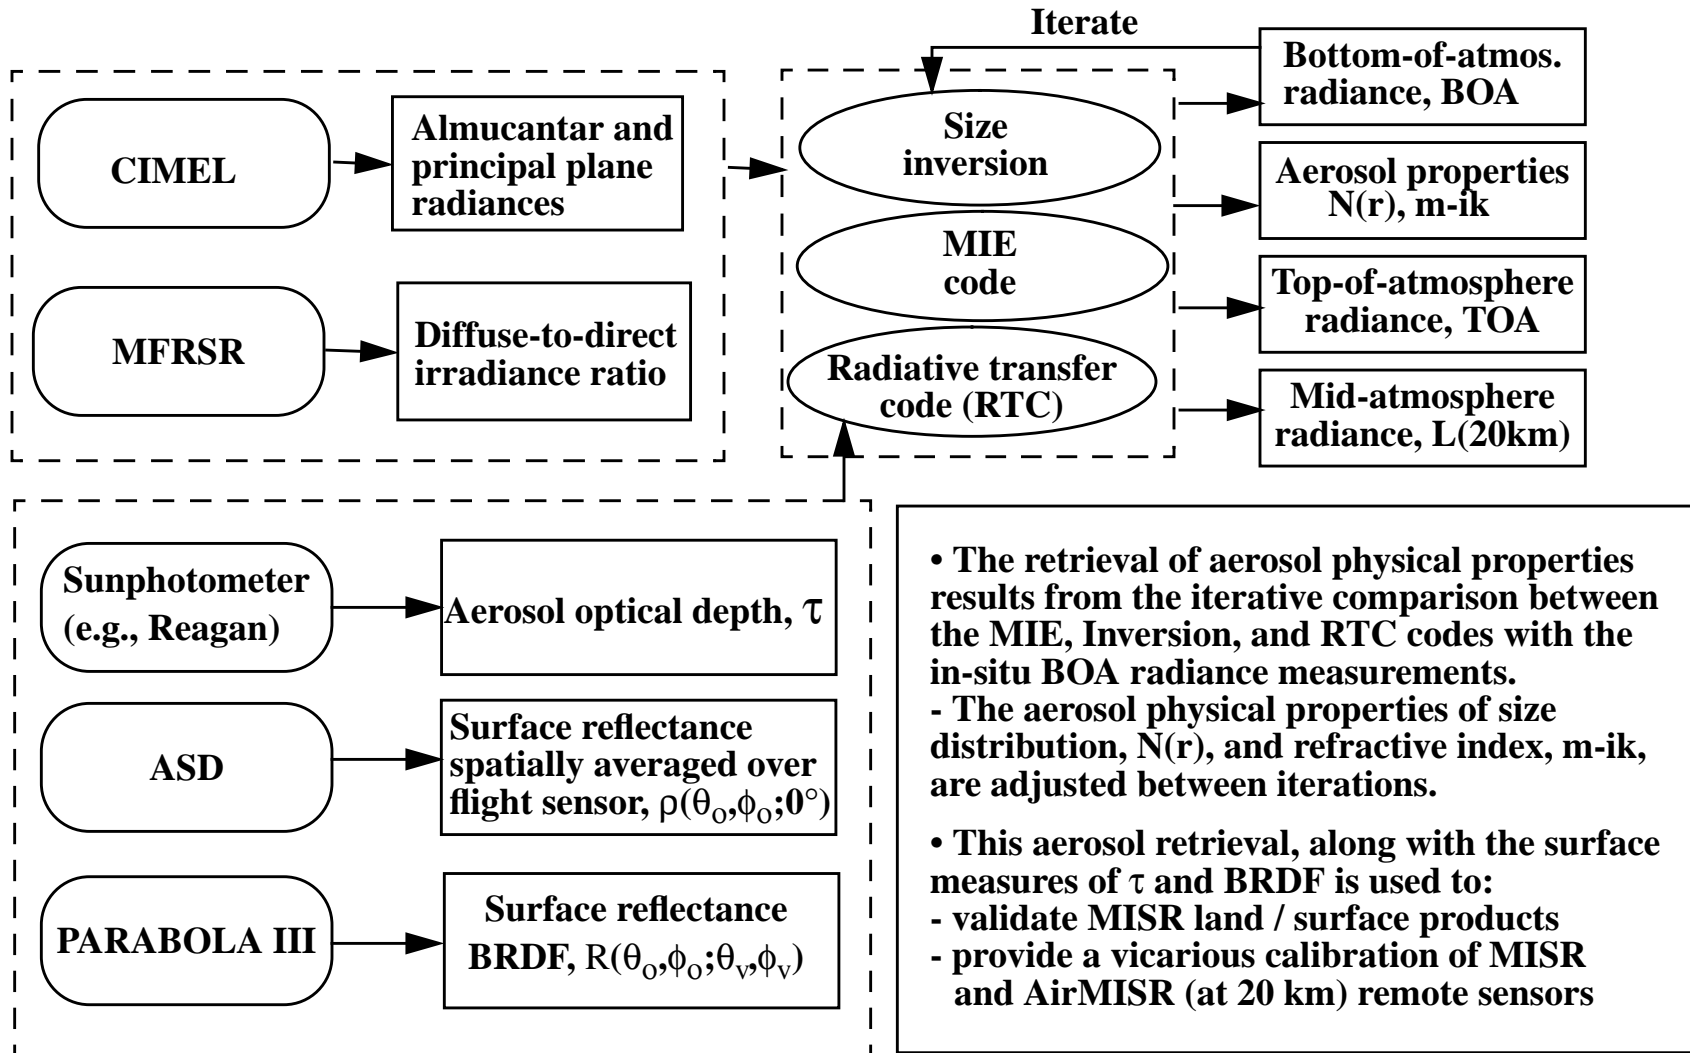 Iterate
CIMEL
Almucantar and
principal plane
radiances
MFRSR
Diffuse-to-direct
irradiance ratio
Size
inversion
MIE
code
Radiative transfer
code (RTC)
Bottom-of-atmos.
radiance, BOA
Aerosol properties
N(r), m-ik
Top-of-atmosphere
radiance, TOA
Mid-atmosphere
radiance, L(20km)
Sunphotometer
(e.g., Reagan)
Aerosol optical depth, τ
ASD
Surface reflectance
spatially averaged over
flight sensor, ρ(θo,ϕo;0°)
PARABOLA III
Surface reflectance
BRDF, R(θo,ϕo;θv,ϕv)
• The retrieval of aerosol physical properties
results from the iterative comparison between
the MIE, Inversion, and RTC codes with the
in-situ BOA radiance measurements.
- The aerosol physical properties of size
distribution, N(r), and refractive index, m-ik,
are adjusted between iterations.
• This aerosol retrieval, along with the surface
measures of τ and BRDF is used to:
- validate MISR land / surface products
- provide a vicarious calibration of MISR
and AirMISR (at 20 km) remote sensors